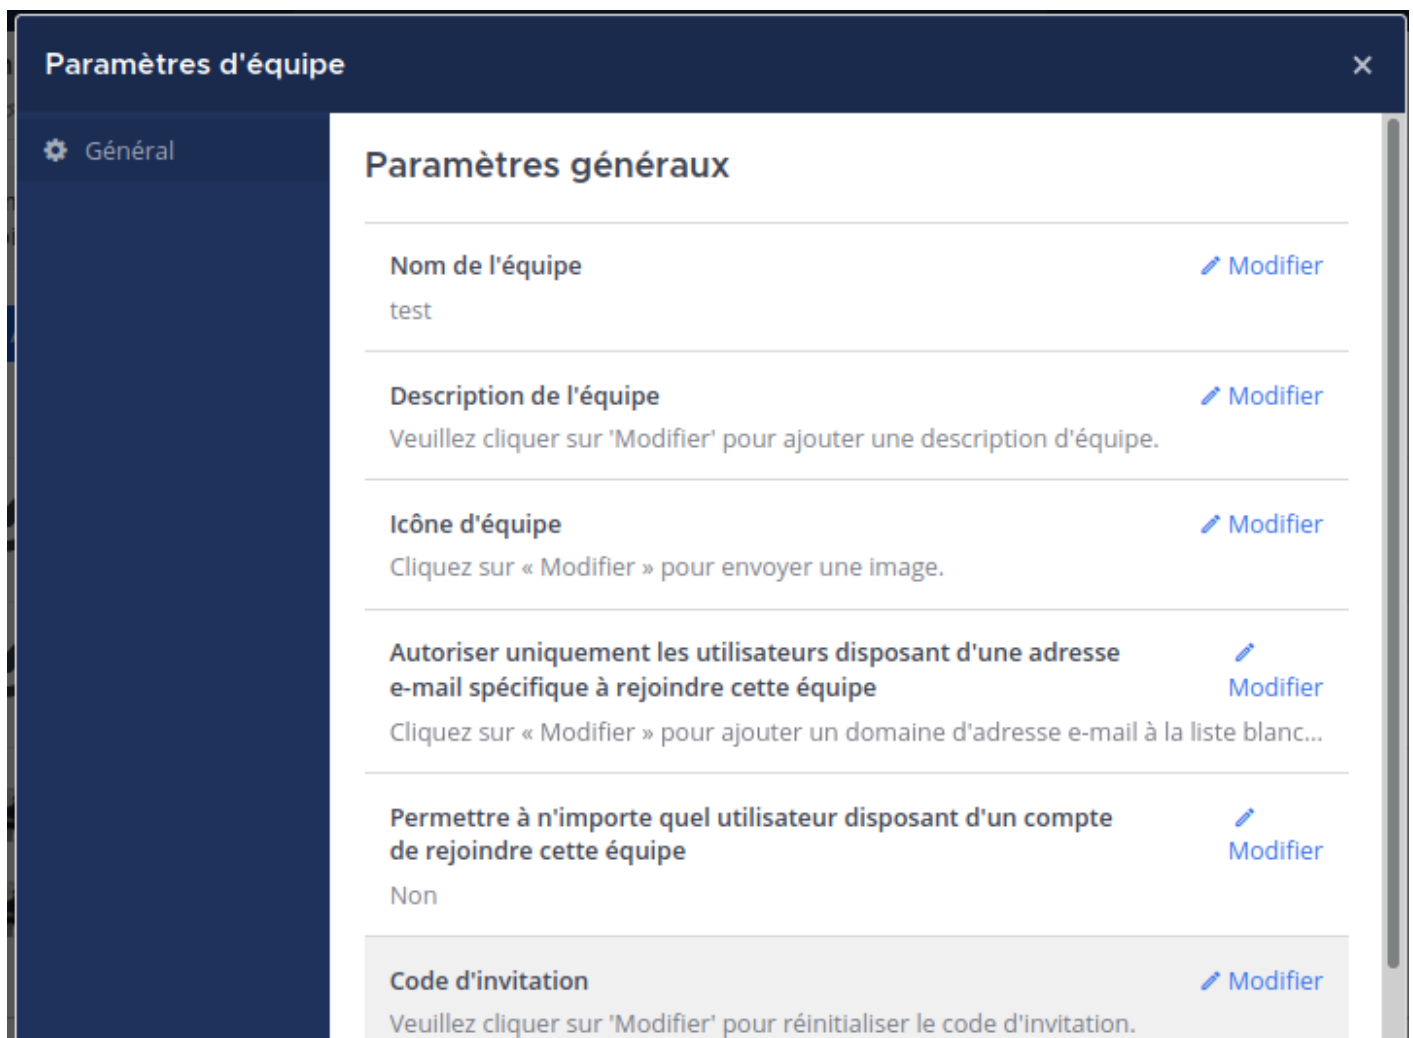 Paramètres d'équipe
Général
Paramètres généraux
Nom de l'équipe
Modifier
test
Description de l'équipe
Modifier
Veuillez cliquer sur 'Modifier' pour ajouter une description d'équipe.
Icône d'équipe
Modifier
Cliquez sur « Modifier » pour envoyer une image.
Autoriser uniquement les utilisateurs disposant d'une adresse
e-mail spécifique à rejoindre cette équipe
Modifier
Cliquez sur « Modifier » pour ajouter un domaine d'adresse e-mail à la liste blanc...
Permettre à n'importe quel utilisateur disposant d'un compte
de rejoindre cette équipe
Modifier
Non
Code d'invitation
Modifier
Veuillez cliquer sur 'Modifier' pour réinitialiser le code d'invitation.